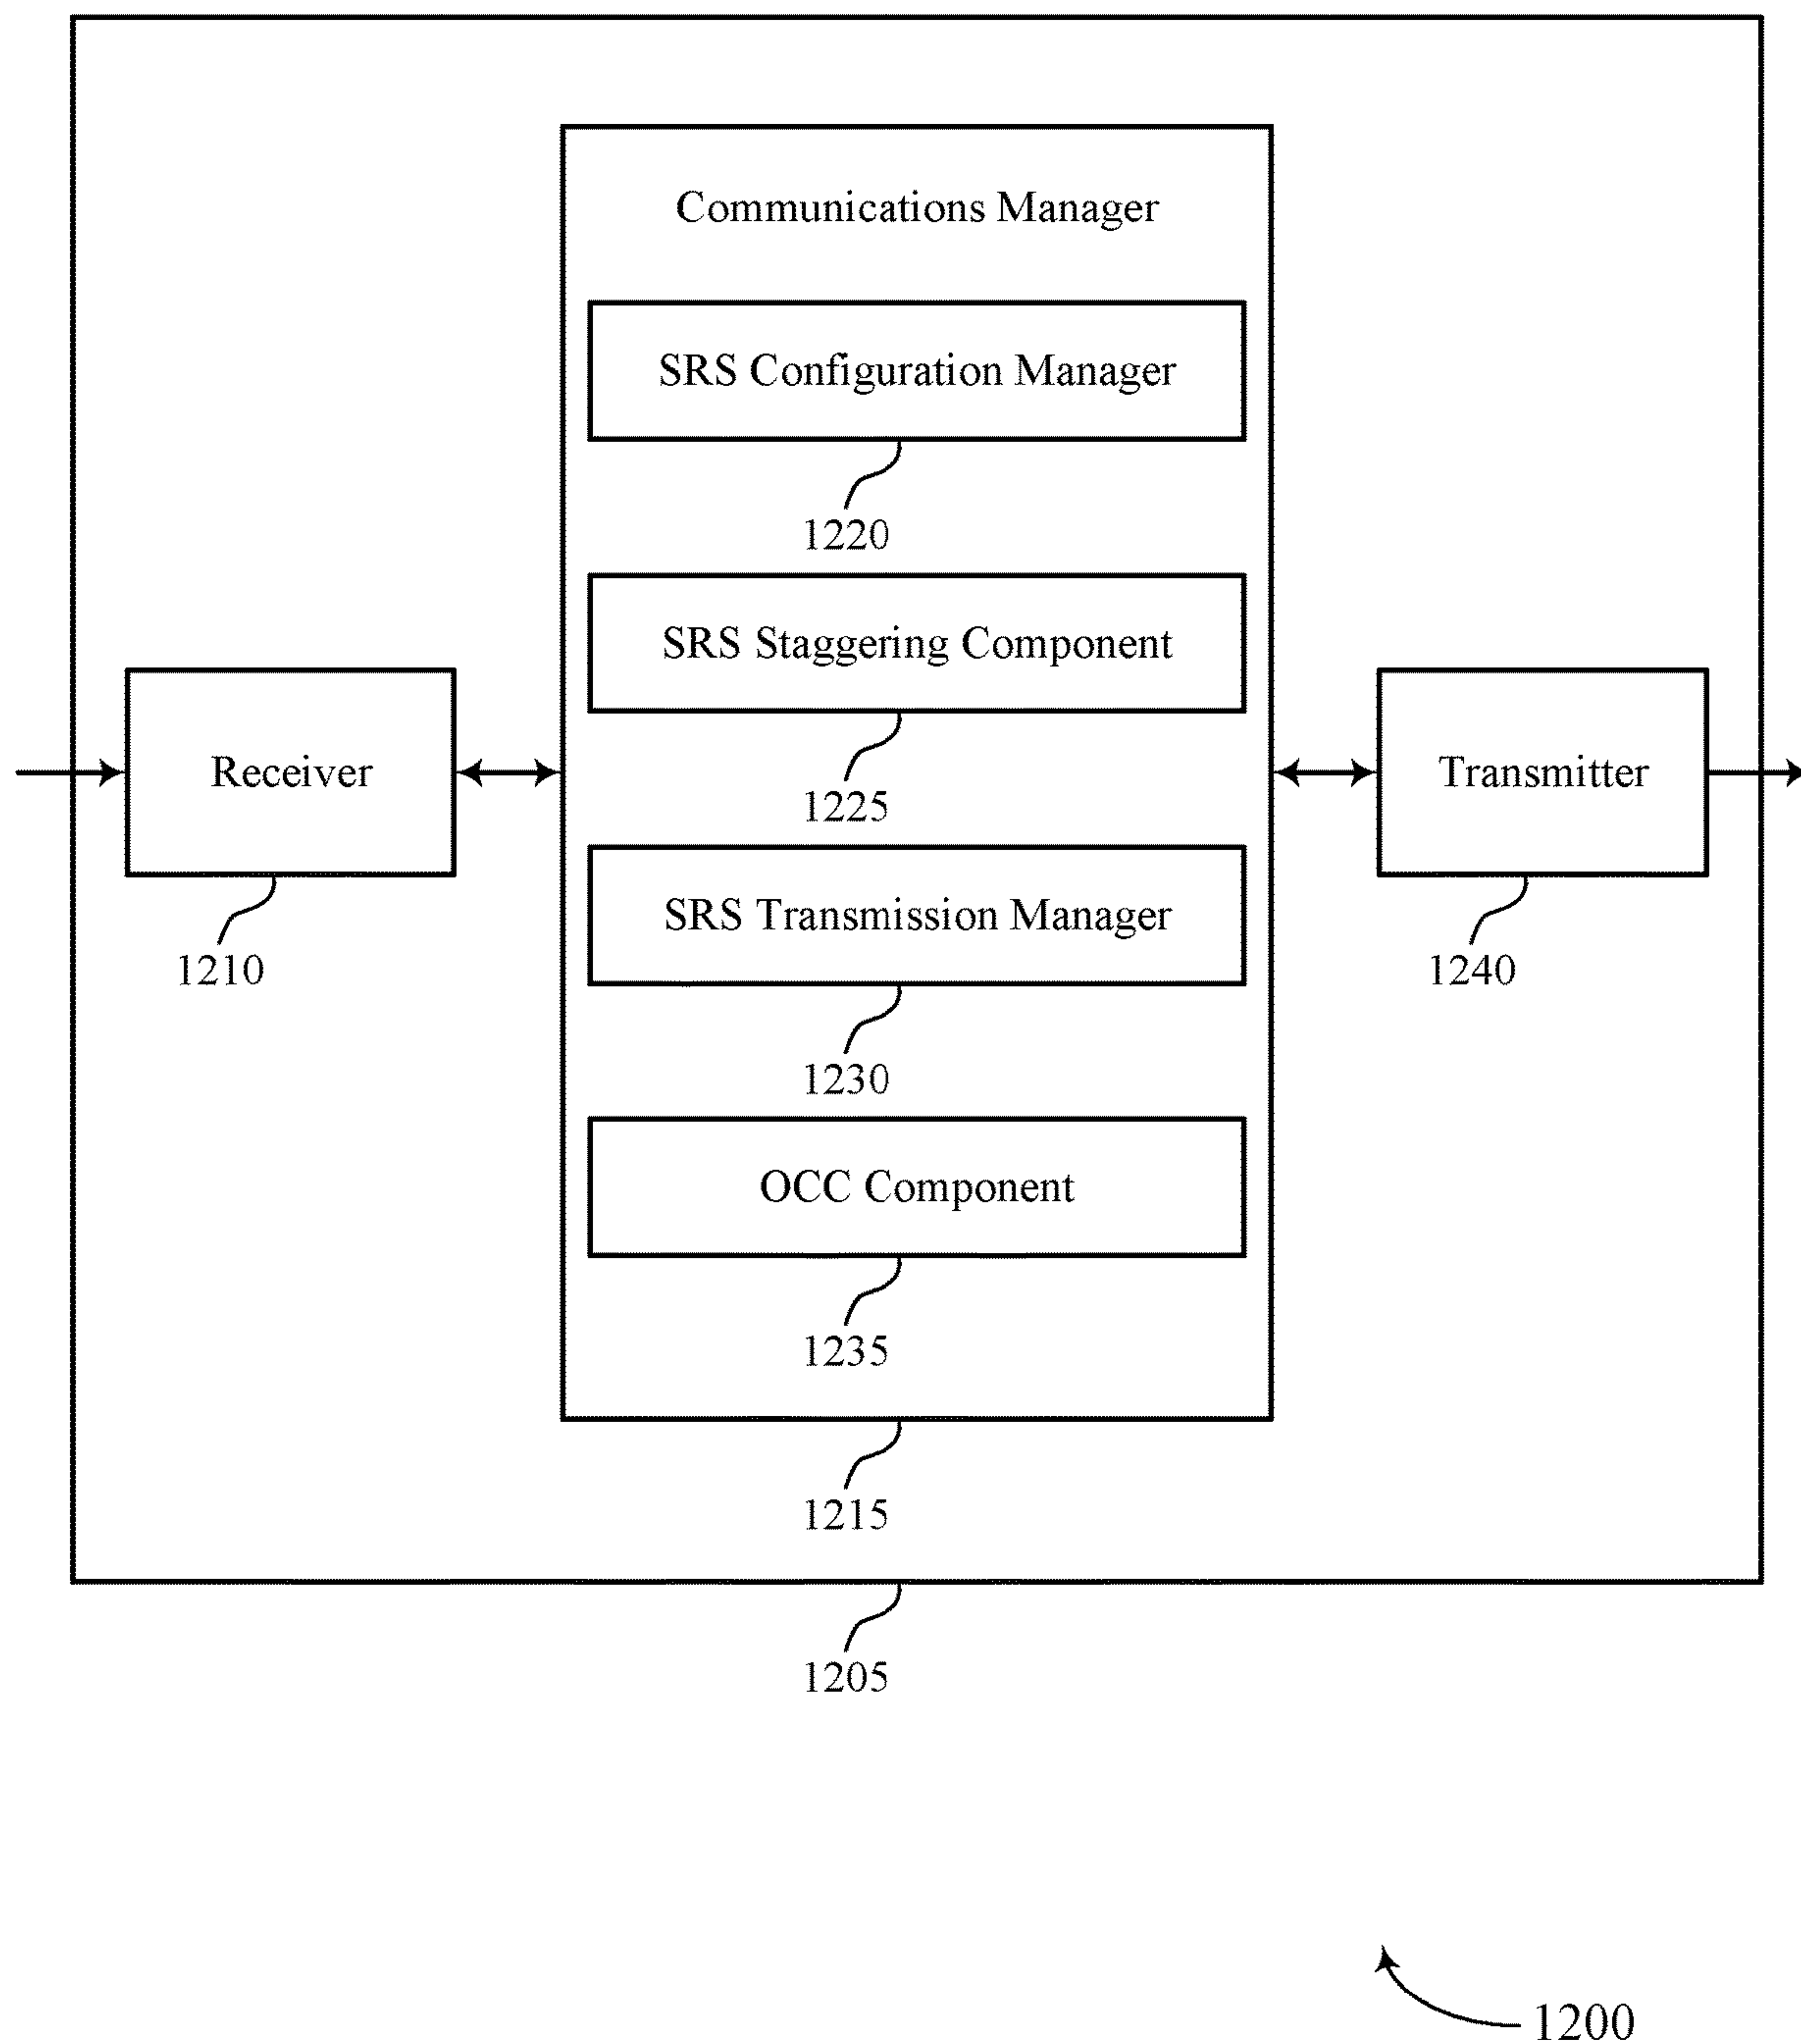 Communications Manager
SRS Configuration Manager
1220
SRS Staggering Component
1225
Receiver
1210
Transmitter
1240
SRS Transmission Manager
1230
OCC Component
1235
1215
1205
1200